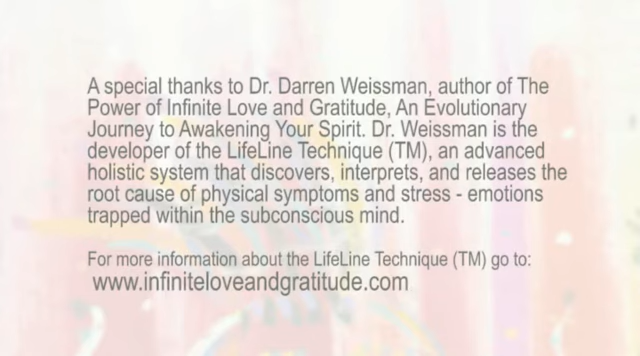 A special thanks to Dr. Darren Weissman, author of The
Power of Infinite Love and Gratitude, An Evolutionary
Journey to Awakening Your Spirit. Dr. Weissman is the
developer of the LifeLine Technique (TM), an advanced
holistic system that discovers, interprets, and releases the
root cause of physical symptoms and stress - emotions
trapped within the subconscious mind.
For more information about the LifeLine Technique (TM) go to:
www.infiniteloveandgratitude.com